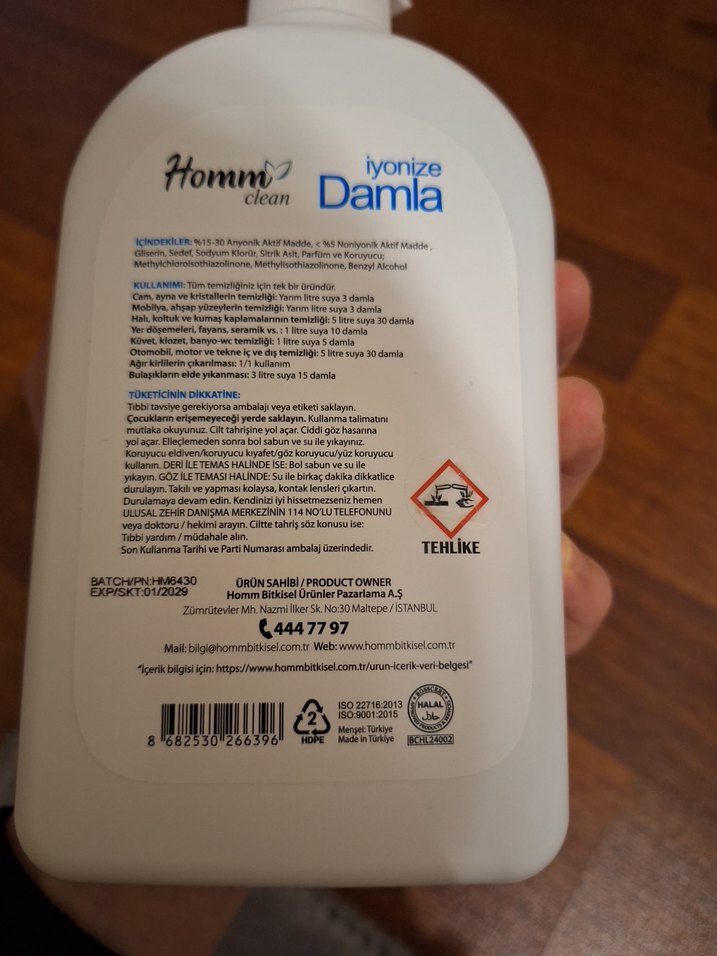 Homm
clean
iyonize
Damla
İÇİNDEKİLER: %15-30 Anyonik Aktif Madde, < %5 Noniyonik Aktif Madde ,
Gliserin, Sedef, Sodyum Klorür, Sitrik Asit, Parfüm ve Koruyucu;
Methylchloroisothiazolinone, Methylisothiazolinone, Benzyl Alcohol
KULLANIMI: Tüm temizliğiniz için tek bir üründür.
Cam, ayna ve kristallerin temizliği: Yarım litre suya 3 damla
Mobilya, ahşap yüzeylerin temizliği: Yarım litre suya 3 damla
Halı, koltuk ve kumaş kaplamalarının temizliği: 5 litre suya 30 damla
Yer döşemeleri, fayans, seramik vs. : 1 litre suya 10 damla
Küvet, klozet, banyo-wc temizliği: 1 litre suya 5 damla
Otomobil, motor ve tekne iç ve dış temizliği: 5 litre suya 30 damla
Ağır kirlilerin çıkarılması: 1/1 kullanım
Bulaşıkların elde yıkanması: 3 litre suya 15 damla
TÜKETİCİNİN DİKKATİNE:
Tıbbi tavsiye gerekiyorsa ambalajı veya etiketi saklayın.
Çocukların erişemeyeceği yerde saklayın. Kullanma talimatını
mutlaka okuyunuz. Cilt tahrişine yol açar. Ciddi göz hasarına
yol açar. Elleçlemeden sonra bol sabun ve su ile yıkayınız.
Koruyucu eldiven/koruyucu kıyafet/göz koruyucu/yüz koruyucu
kullanın. DERİ İLE TEMAS HALİNDE İSE: Bol sabun ve su ile
yıkayın. GÖZ İLE TEMASI HALİNDE: Su ile birkaç dakika dikkatlice
durulayın. Takılı ve yapması kolaysa, kontak lensleri çıkartın.
Durulamaya devam edin. Kendinizi iyi hissetmezseniz hemen
ULUSAL ZEHİR DANIŞMA MERKEZİNİN 114 NO'LU TELEFONUNU
veya doktoru / hekimi arayın. Ciltte tahriş söz konusu ise:
Tıbbi yardım / müdahale alın.
Son Kullanma Tarihi ve Parti Numarası ambalaj üzerindedir.
TEHLİKE
BATCH/PN:HM6430
EXP/SKT:01/2029
ÜRÜN SAHİBİ / PRODUCT OWNER
Homm Bitkisel Ürünler Pazarlama A.Ş
Zümrütevler Mh. Nazmi İlker Sk. No:30 Maltepe / İSTANBUL
444 77 97
Mail: bilgi@hommbitkisel.com.tr Web: www.hommbitkisel.com.tr
"İçerik bilgisi için: https://www.hommbitkisel.com.tr/urun-icerik-veri-belgesi"
8 682530 266396
2
HDPE
ISO 22716:2013
ISO:9001:2015
Menşei: Türkiye
Made in Türkiye
HALAL
حلال
BCHL24002